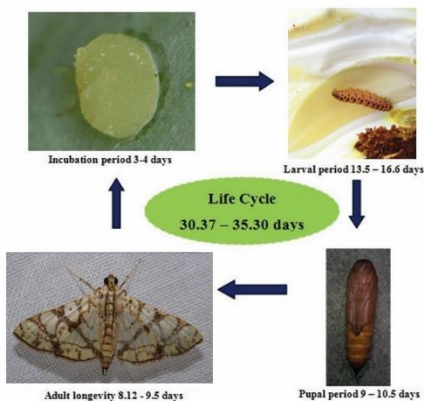 Incubation period 3-4 days
Larval period 13.5 – 16.6 days
Life Cycle
30.37 – 35.30 days
Adult longevity 8.12 - 9.5 days
Pupal period 9 – 10.5 days